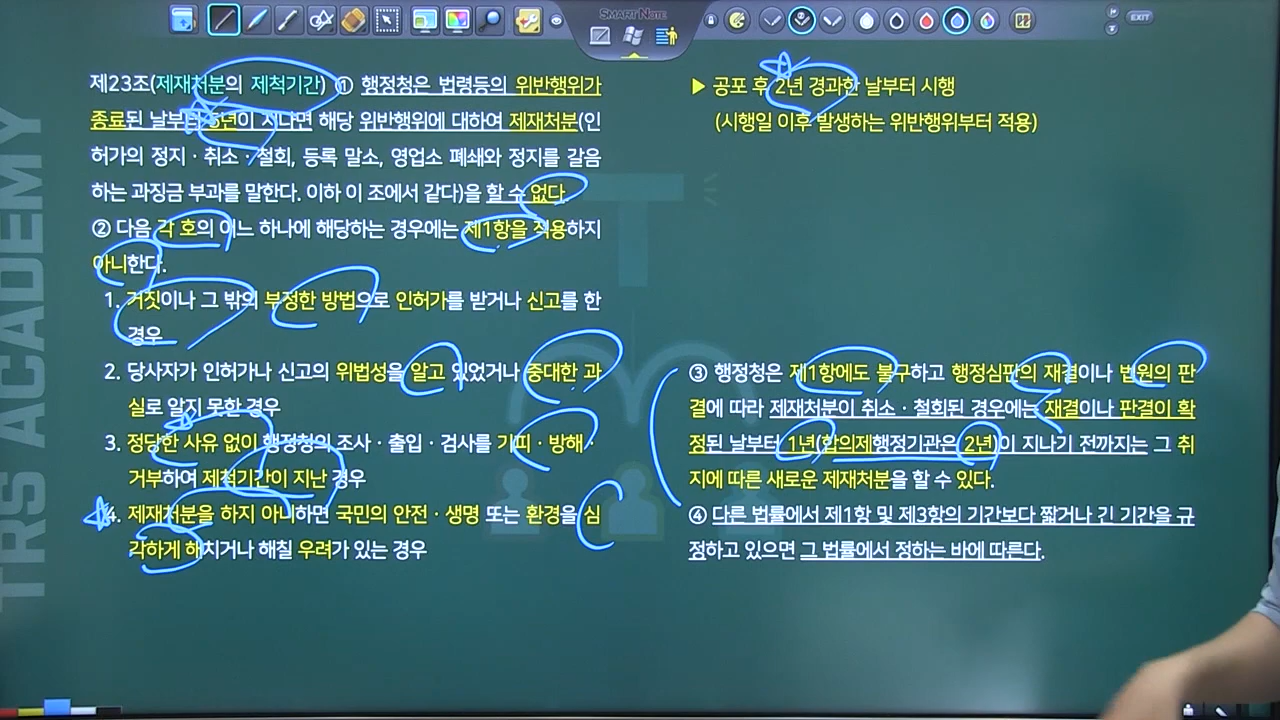 SMARTNOTE
EXIT
제23조(제재처분의 제척기간) ① 행정청은 법령등의 위반행위가
종료된 날부터 5년이 지나면 해당 위반행위에 대하여 제재처분(인
허가의 정지ㆍ취소ㆍ철회, 등록 말소, 영업소 폐쇄와 정지를 갈음
하는 과징금 부과를 말한다. 이하 이 조에서 같다)을 할 수 없다.
② 다음 각 호의 어느 하나에 해당하는 경우에는 제1항을 적용하지
아니한다.
1. 거짓이나 그 밖의 부정한 방법으로 인허가를 받거나 신고를 한
경우
2. 당사자가 인허가나 신고의 위법성을 알고 있었거나 중대한 과
실로 알지 못한 경우
3. 정당한 사유 없이 행정청의 조사ㆍ출입ㆍ검사를 기피ㆍ방해ㆍ
거부하여 제척기간이 지난 경우
4. 제재처분을 하지 아니하면 국민의 안전ㆍ생명 또는 환경을 심
각하게 해치거나 해칠 우려가 있는 경우
▶ 공포 후 2년 경과한 날부터 시행
(시행일 이후 발생하는 위반행위부터 적용)
③ 행정청은 제1항에도 불구하고 행정심판의 재결이나 법원의 판
결에 따라 제재처분이 취소ㆍ철회된 경우에는 재결이나 판결이 확
정된 날부터 1년(합의제행정기관은 2년)이 지나기 전까지는 그 취
지에 따른 새로운 제재처분을 할 수 있다.
④ 다른 법률에서 제1항 및 제3항의 기간보다 짧거나 긴 기간을 규
정하고 있으면 그 법률에서 정하는 바에 따른다.
TRS ACADEMY